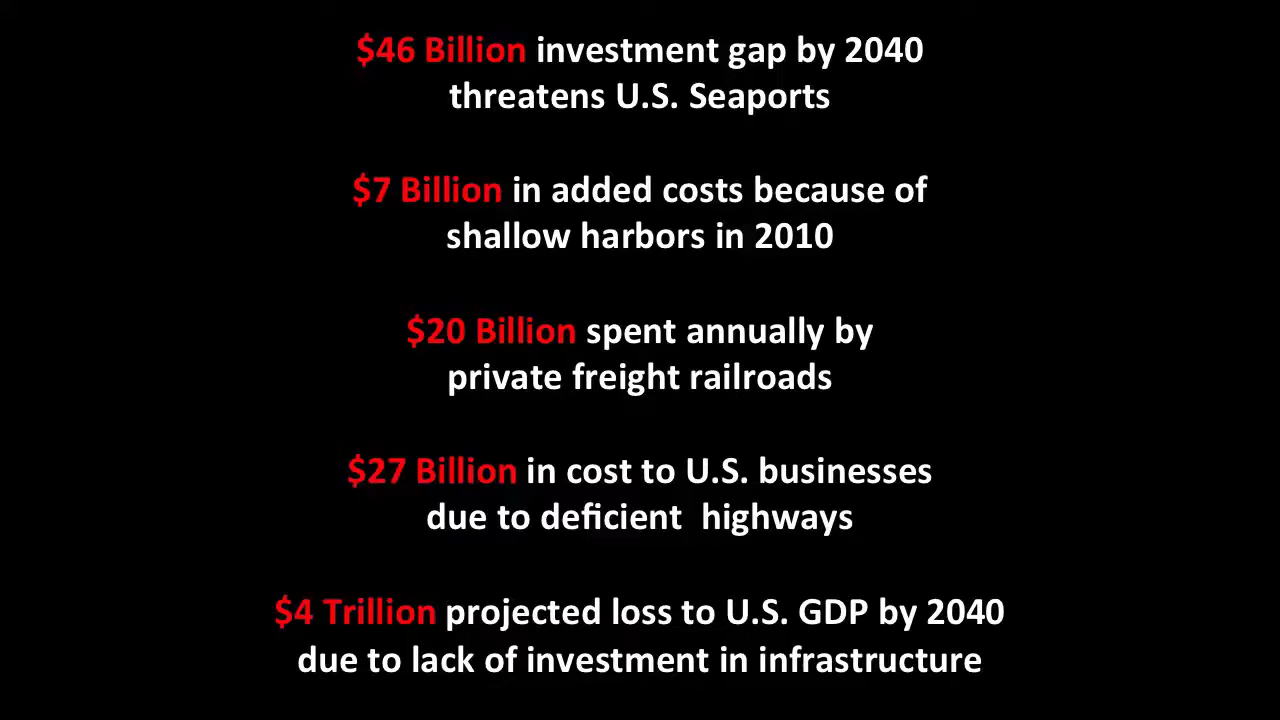 $46 Billion investment gap by 2040
threatens U.S. Seaports
$7 Billion in added costs because of
shallow harbors in 2010
$20 Billion spent annually by
private freight railroads
$27 Billion in cost to U.S. businesses
due to deficient  highways
$4 Trillion projected loss to U.S. GDP by 2040
due to lack of investment in infrastructure